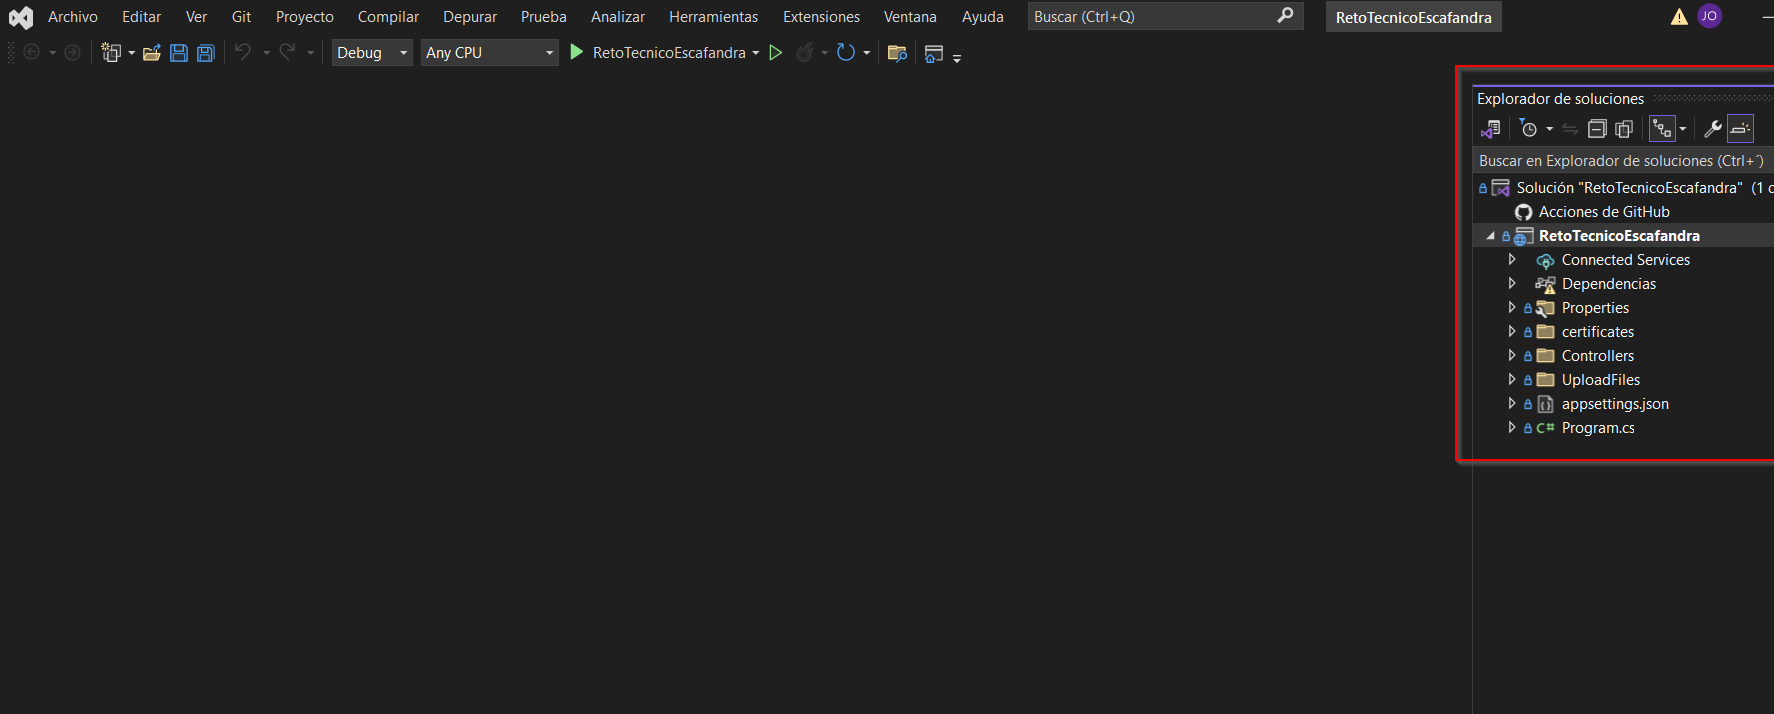 Archivo Editar Ver Git Proyecto Compilar Depurar Prueba Analizar Herramientas Extensiones Ventana Ayuda Buscar (Ctrl+Q) RetoTecnicoEscafandra JO
Debug Any CPU RetoTecnicoEscafandra
Explorador de soluciones
Buscar en Explorador de soluciones (Ctrl+´)
Solución "RetoTecnicoEscafandra" (1
Acciones de GitHub
RetoTecnicoEscafandra
Connected Services
Dependencias
Properties
certificates
Controllers
UploadFiles
appsettings.json
C# Program.cs